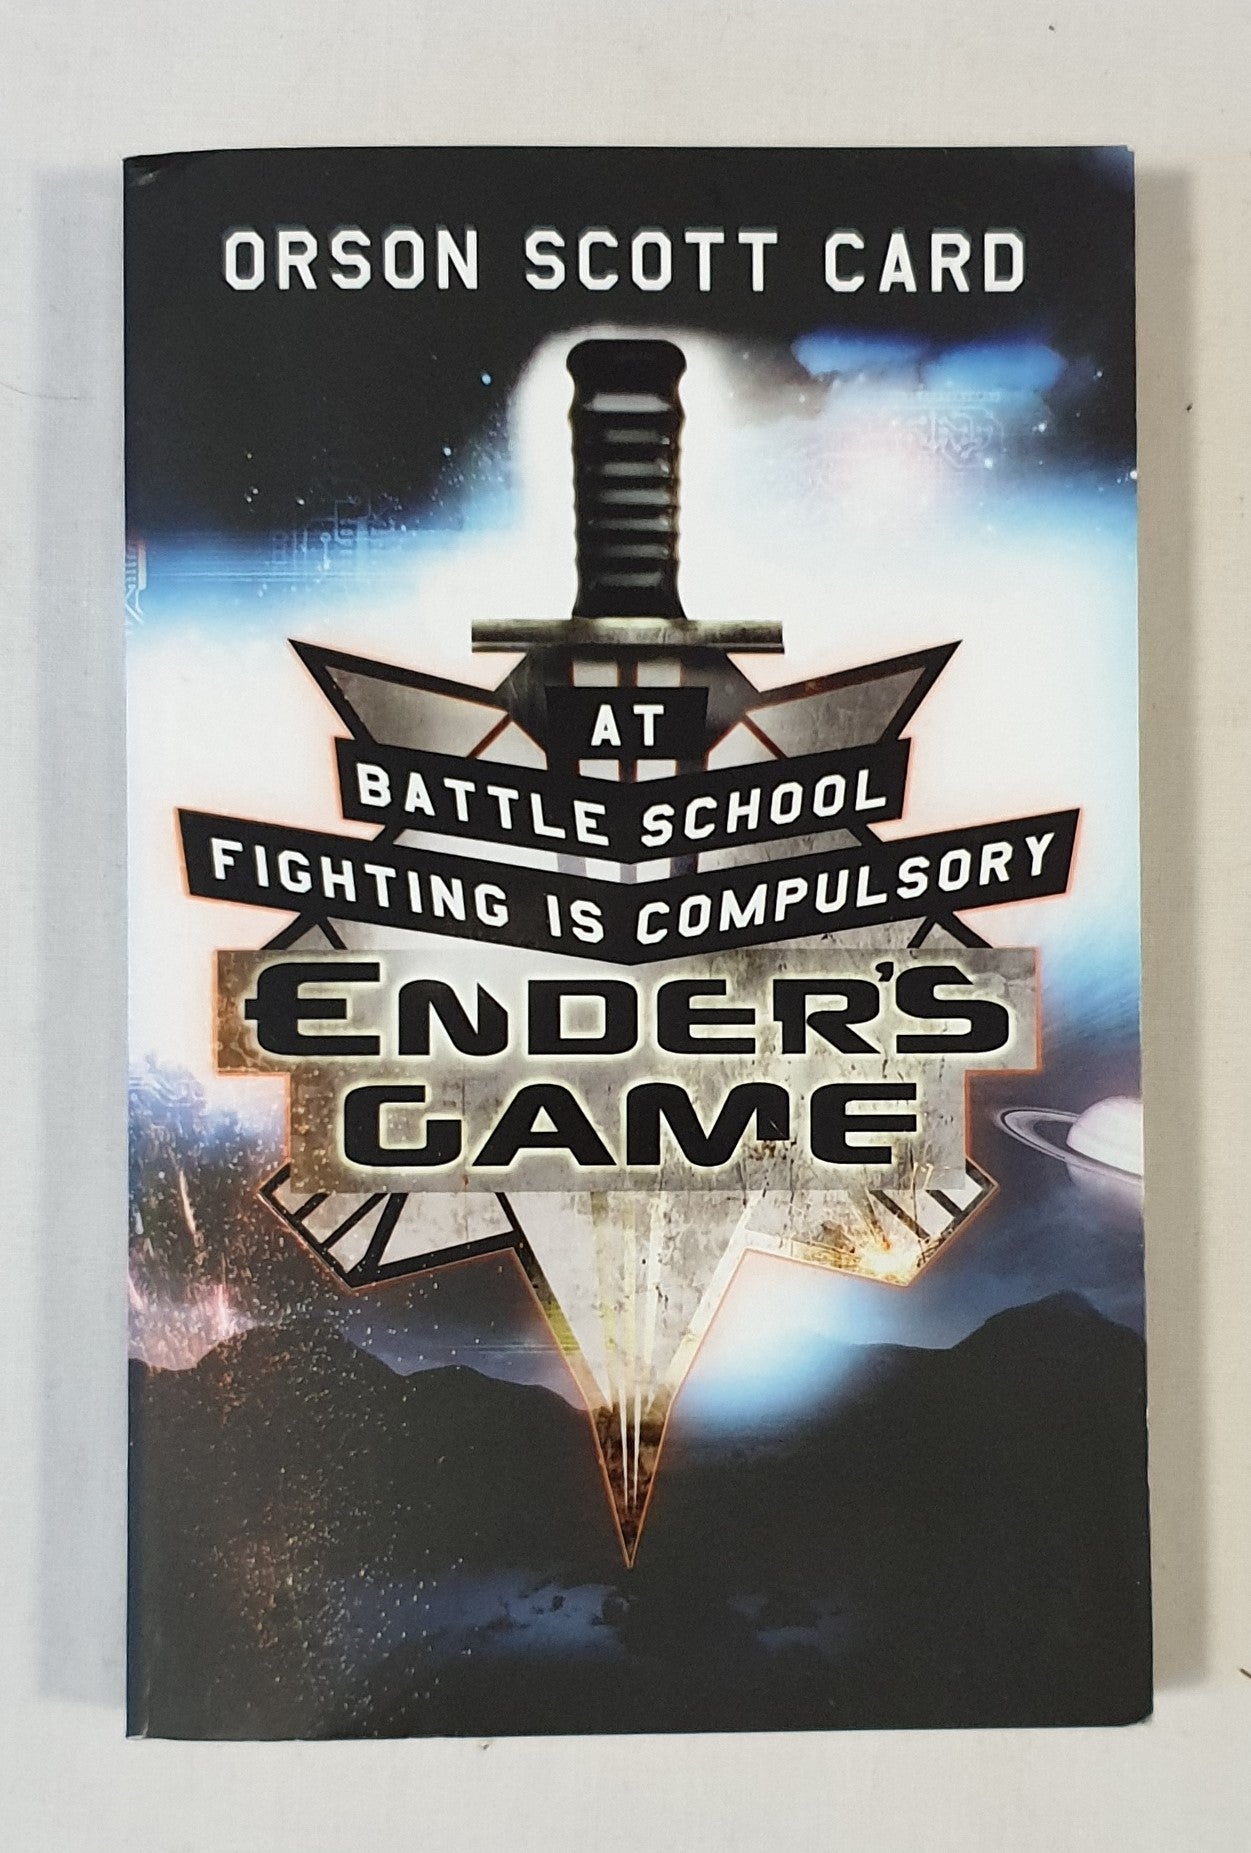 ORSON SCOTT CARD
AT
BATTLE SCHOOL
FIGHTING IS COMPULSORY
ENDER'S
GAME